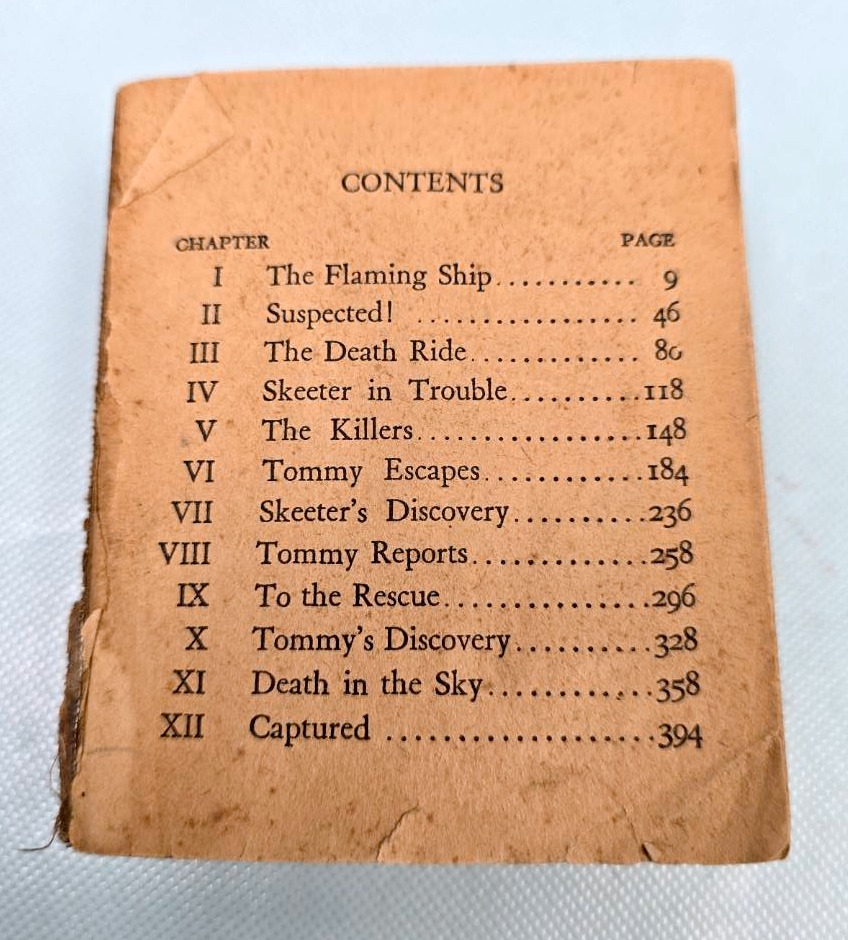 CONTENTS
CHAPTER PAGE
I The Flaming Ship........... 9
II Suspected! ................. 46
III The Death Ride............. 80
IV Skeeter in Trouble..........118
V The Killers.................148
VI Tommy Escapes............184
VII Skeeter's Discovery..........236
VIII Tommy Reports.............258
IX To the Rescue................296
X Tommy's Discovery..........328
XI Death in the Sky............358
XII Captured ....................394